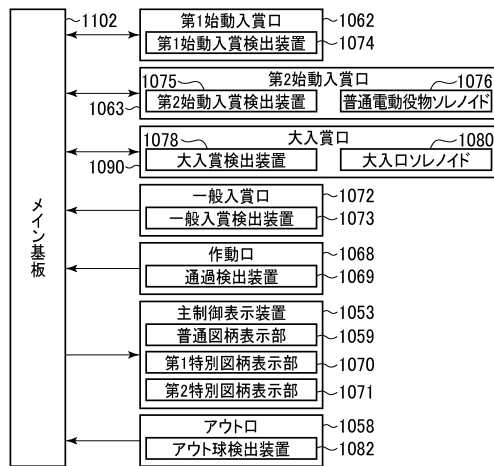 1102
第1始動入賞口
1062
第1始動入賞検出装置
1074
1075
第2始動入賞口
1076
1063
第2始動入賞検出装置
普通電動役物ソレノイド
1078
大入賞口
1080
1090
大入賞検出装置
大入口ソレノイド
メイン基板
一般入賞口
1072
一般入賞検出装置
1073
作動口
1068
通過検出装置
1069
主制御表示装置
1053
普通図柄表示部
1059
第1特別図柄表示部
1070
第2特別図柄表示部
1071
アウト口
1058
アウト球検出装置
1082